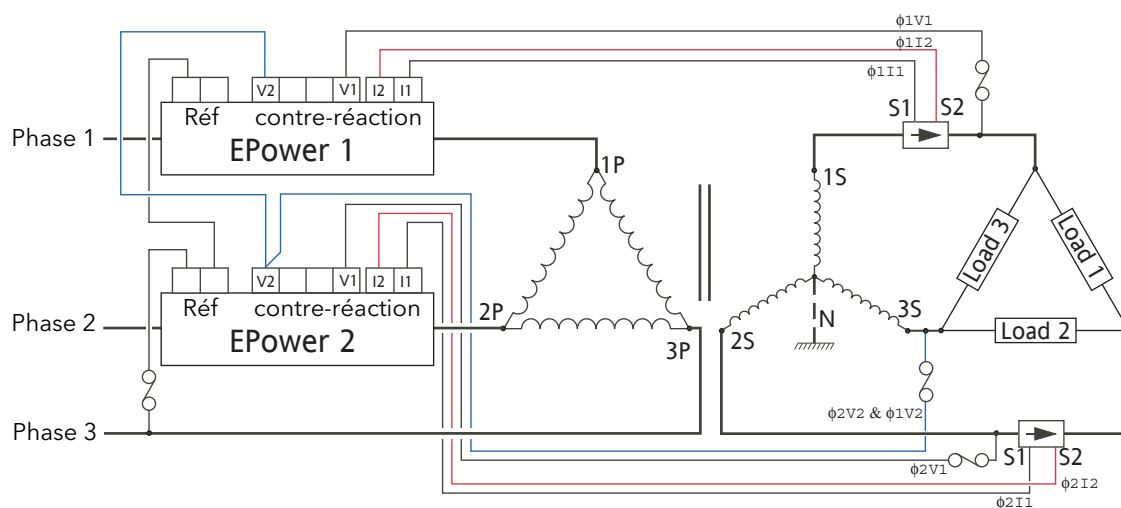 ϕ1V1
ϕ1I2
ϕ1I1
V2 V1 I2 I1
Réf contre-réaction
S1 S2
Phase 1
EPower 1
1P
1S
Load 3
Load 1
V2 V1 I2 I1
Réf contre-réaction
2P
3S
N
Phase 2
EPower 2
3P
2S
Load 2
ϕ2V2 & ϕ1V2
Phase 3
S1 S2
ϕ2V1
ϕ2I2
ϕ2I1